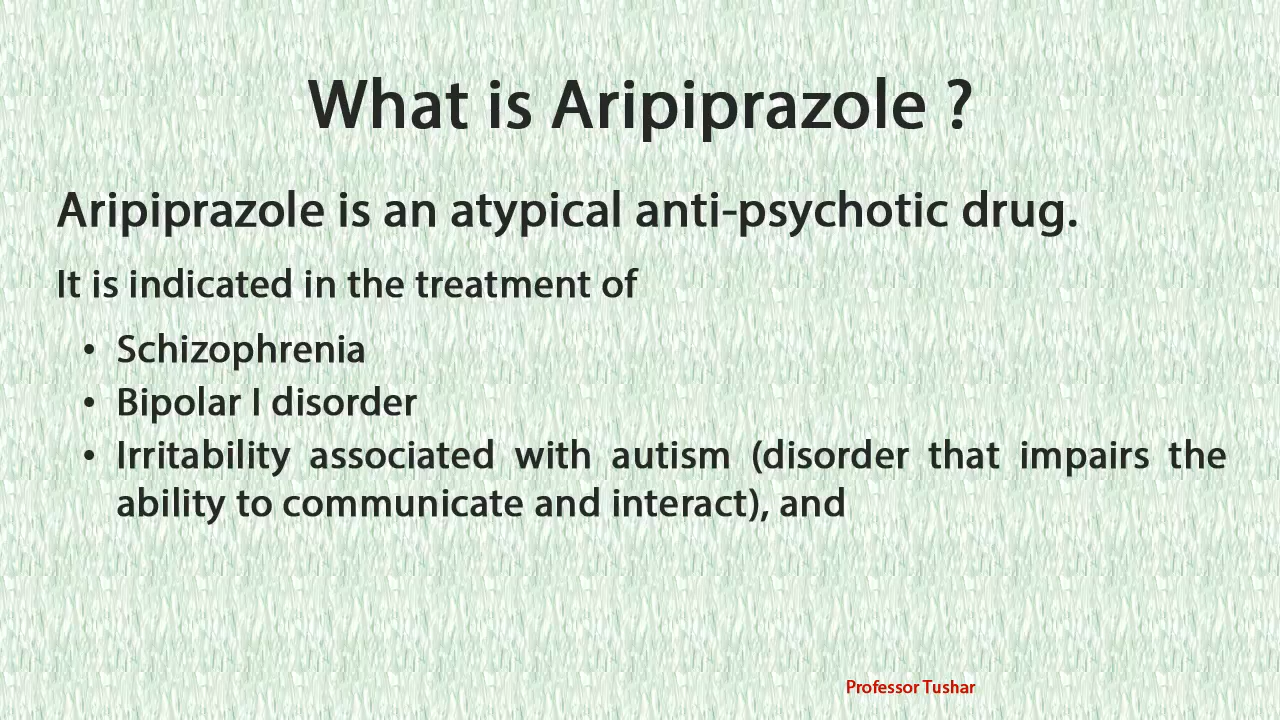 What is Aripiprazole ?
Aripiprazole is an atypical anti-psychotic drug.
It is indicated in the treatment of
• Schizophrenia
• Bipolar I disorder
• Irritability associated with autism (disorder that impairs the
ability to communicate and interact), and
Professor Tushar